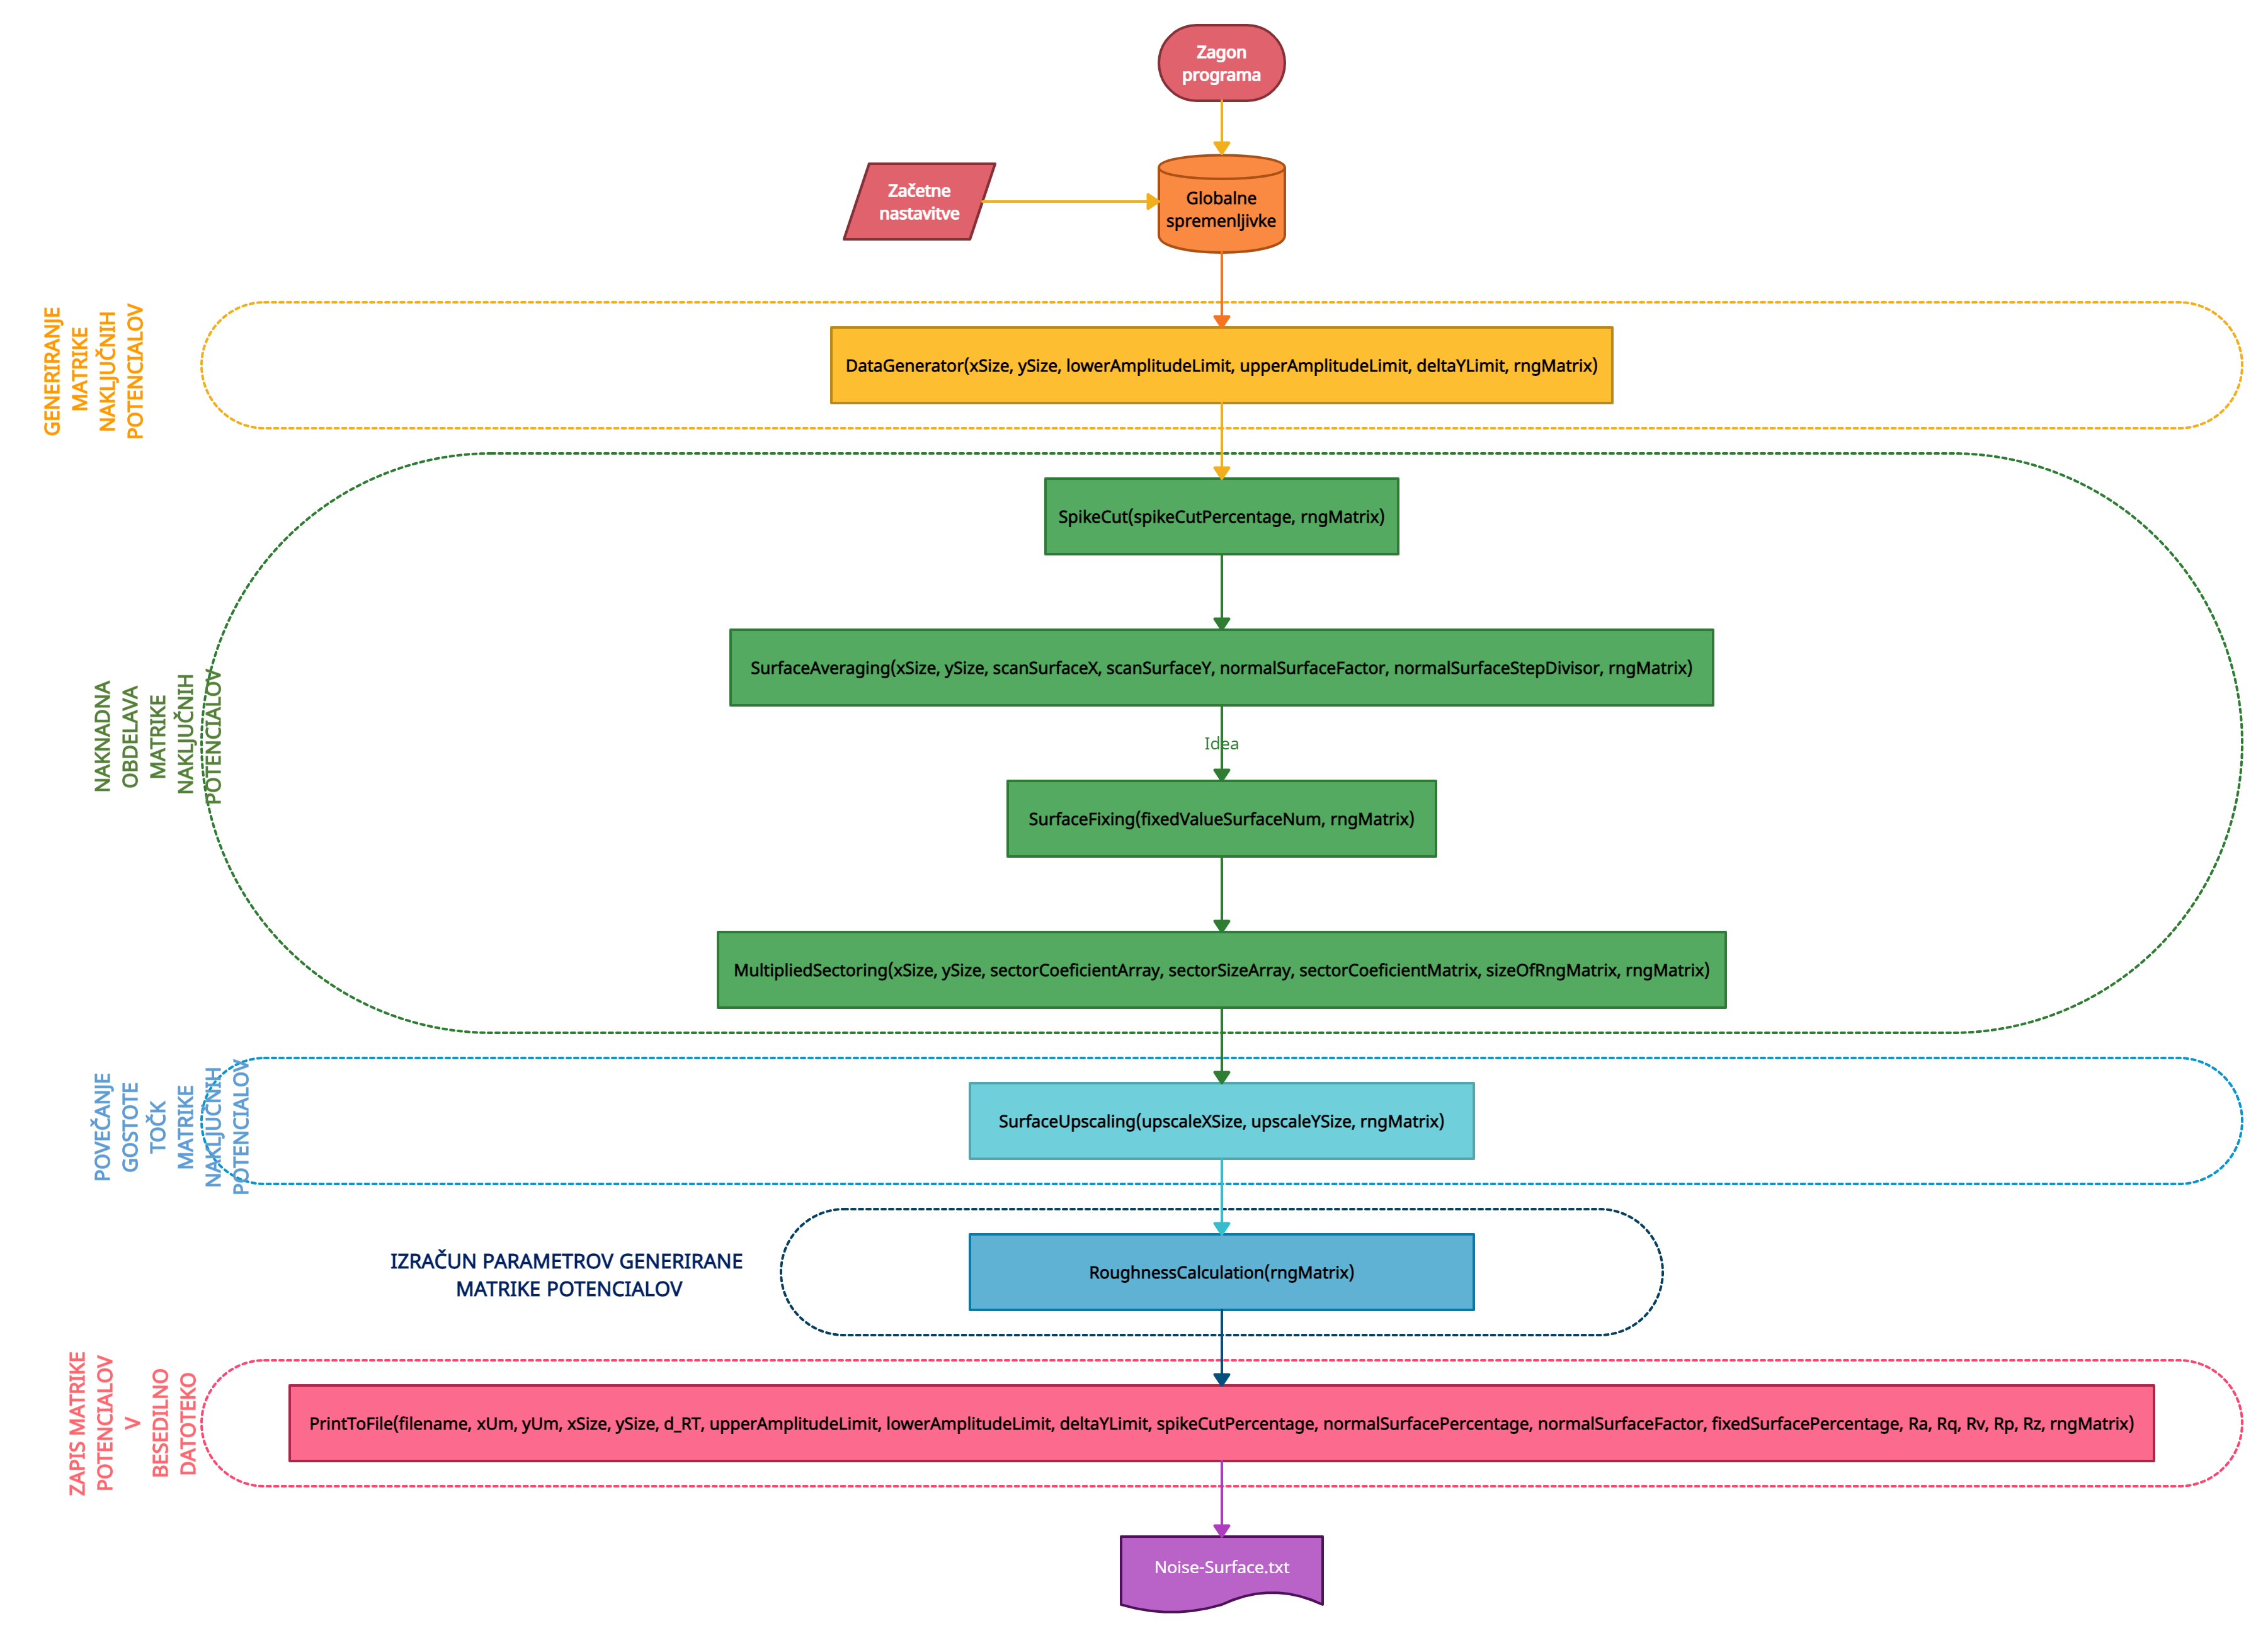 Zagon
programa
Začetne
nastavitve
Globalne
spremenljivke
GENERIRANJE
MATRIKE
NAKLJUČNIH
POTENCIALOV
DataGenerator(xSize, ySize, lowerAmplitudeLimit, upperAmplitudeLimit, deltaYLimit, rngMatrix)
NAKNADNA
OBDELAVA
MATRIKE
NAKLJUČNIH
POTENCIALOV
SpikeCut(spikeCutPercentage, rngMatrix)
SurfaceAveraging(xSize, ySize, scanSurfaceX, scanSurfaceY, normalSurfaceFactor, normalSurfaceStepDivisor, rngMatrix)
Idea
SurfaceFixing(fixedValueSurfaceNum, rngMatrix)
MultipliedSectoring(xSize, ySize, sectorCoeficientArray, sectorSizeArray, sectorCoeficientMatrix, sizeOfRngMatrix, rngMatrix)
POVEČANJE
GOSTOTE
TOČK
MATRIKE
NAKLJUČNIH
POTENCIALOV
SurfaceUpscaling(upscaleXSize, upscaleYSize, rngMatrix)
IZRAČUN PARAMETROV GENERIRANE
MATRIKE POTENCIALOV
RoughnessCalculation(rngMatrix)
ZAPIS MATRIKE
POTENCIALOV
V
BESEDILNO
DATOTEKO
PrintToFile(filename, xUm, yUm, xSize, ySize, d_RT, upperAmplitudeLimit, lowerAmplitudeLimit, deltaYLimit, spikeCutPercentage, normalSurfacePercentage, normalSurfaceFactor, fixedSurfacePercentage, Ra, Rq, Rv, Rp, Rz, rngMatrix)
Noise-Surface.txt